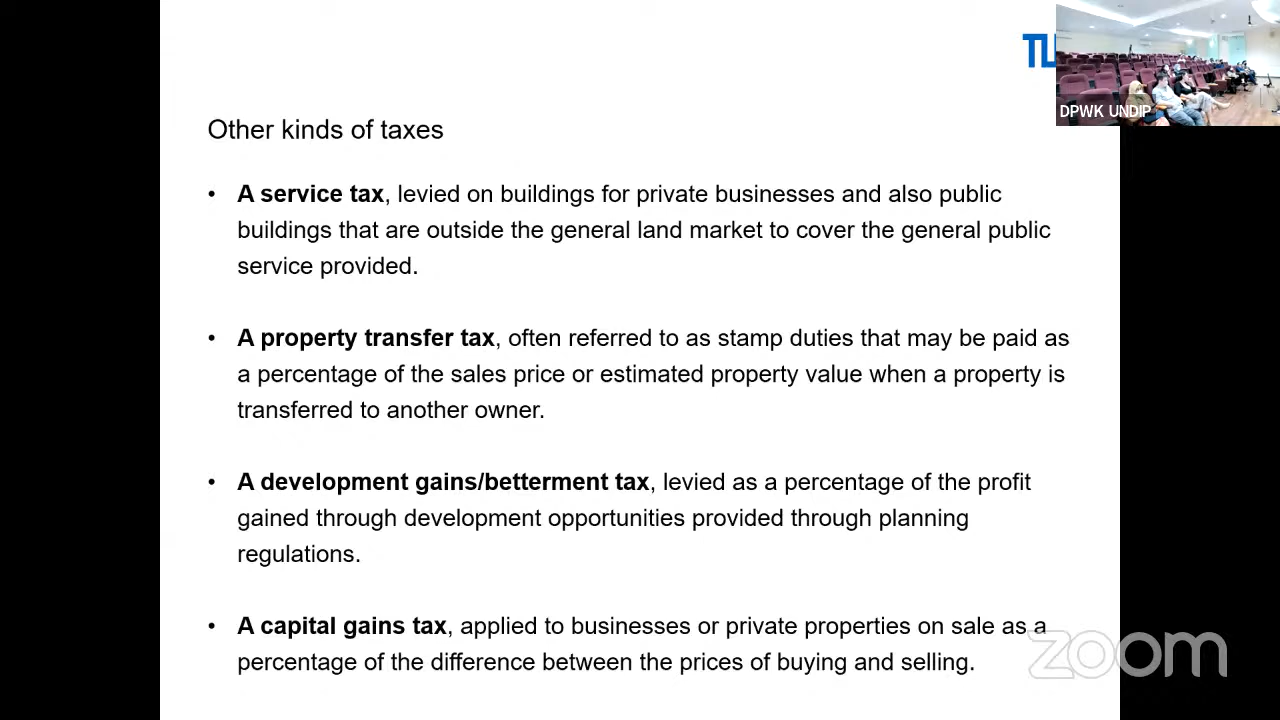 TU
DPWK UNDIP
Other kinds of taxes
• A service tax, levied on buildings for private businesses and also public
buildings that are outside the general land market to cover the general public
service provided.
• A property transfer tax, often referred to as stamp duties that may be paid as
a percentage of the sales price or estimated property value when a property is
transferred to another owner.
• A development gains/betterment tax, levied as a percentage of the profit
gained through development opportunities provided through planning
regulations.
• A capital gains tax, applied to businesses or private properties on sale as a
percentage of the difference between the prices of buying and selling.
zoom